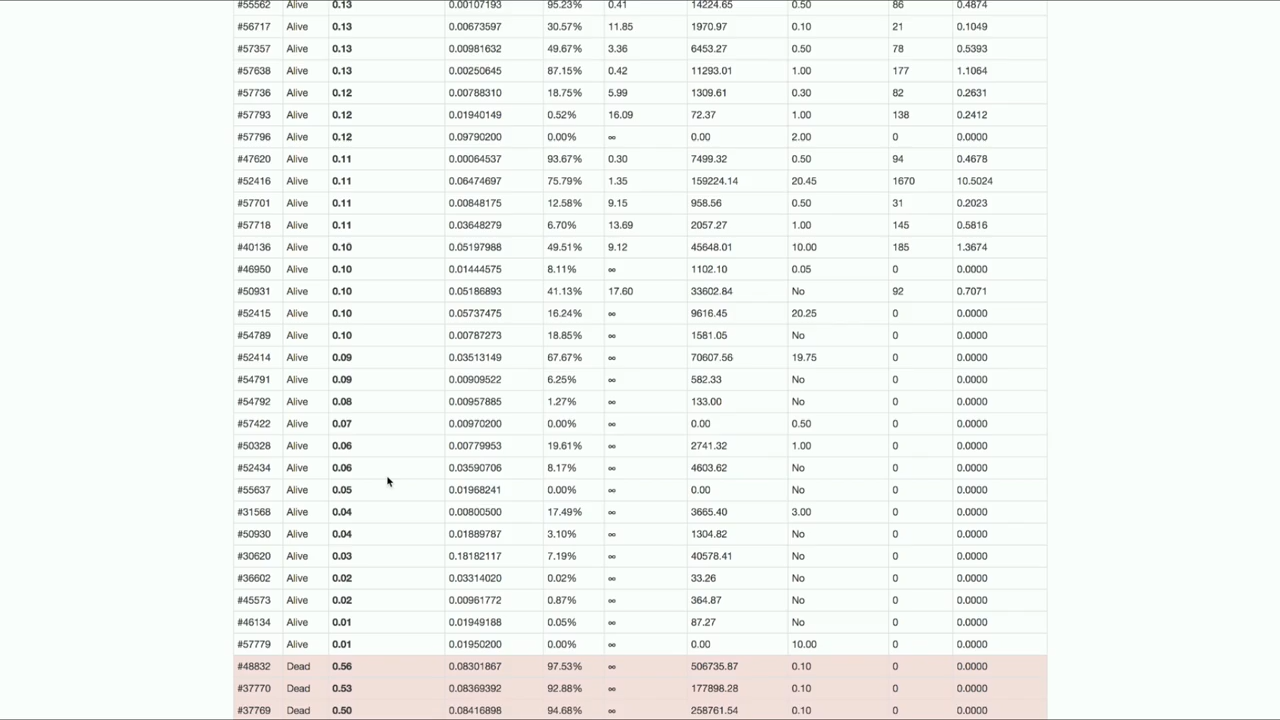 #55562 Alive 0.13 0.00107193 95.23% 0.41 14224.65 0.50 86 0.4874
#56717 Alive 0.13 0.00673597 30.57% 11.85 1970.97 0.10 21 0.1049
#57357 Alive 0.13 0.00981632 49.67% 3.36 6453.27 0.50 78 0.5393
#57638 Alive 0.13 0.00250645 87.15% 0.42 11293.01 1.00 177 1.1064
#57736 Alive 0.12 0.00788310 18.75% 5.99 1309.61 0.30 82 0.2631
#57793 Alive 0.12 0.01940149 0.52% 16.09 72.37 1.00 138 0.2412
#57796 Alive 0.12 0.09790200 0.00% ∞ 0.00 2.00 0 0.0000
#47620 Alive 0.11 0.00064537 93.67% 0.30 7499.32 0.50 94 0.4678
#52416 Alive 0.11 0.06474697 75.79% 1.35 159224.14 20.45 1670 10.5024
#57701 Alive 0.11 0.00848175 12.58% 9.15 958.56 0.50 31 0.2023
#57718 Alive 0.11 0.03648279 6.70% 13.69 2057.27 1.00 145 0.5816
#40136 Alive 0.10 0.05197988 49.51% 9.12 45648.01 10.00 185 1.3674
#46950 Alive 0.10 0.01444575 8.11% ∞ 1102.10 0.05 0 0.0000
#50931 Alive 0.10 0.05186893 41.13% 17.60 33602.84 No 92 0.7071
#52415 Alive 0.10 0.05737475 16.24% ∞ 9616.45 20.25 0 0.0000
#54789 Alive 0.10 0.00787273 18.85% ∞ 1581.05 No 0 0.0000
#52414 Alive 0.09 0.03513149 67.67% ∞ 70607.56 19.75 0 0.0000
#54791 Alive 0.09 0.00909522 6.25% ∞ 582.33 No 0 0.0000
#54792 Alive 0.08 0.00957885 1.27% ∞ 133.00 No 0 0.0000
#57422 Alive 0.07 0.00970200 0.00% ∞ 0.00 0.50 0 0.0000
#50328 Alive 0.06 0.00779953 19.61% ∞ 2741.32 1.00 0 0.0000
#52434 Alive 0.06 0.03590706 8.17% ∞ 4603.62 No 0 0.0000
#55637 Alive 0.05 0.01968241 0.00% ∞ 0.00 No 0 0.0000
#31568 Alive 0.04 0.00800500 17.49% ∞ 3665.40 3.00 0 0.0000
#50930 Alive 0.04 0.01889787 3.10% ∞ 1304.82 No 0 0.0000
#30620 Alive 0.03 0.18182117 7.19% ∞ 40578.41 No 0 0.0000
#36602 Alive 0.02 0.03314020 0.02% ∞ 33.26 No 0 0.0000
#45573 Alive 0.02 0.00961772 0.87% ∞ 364.87 No 0 0.0000
#46134 Alive 0.01 0.01949188 0.05% ∞ 87.27 No 0 0.0000
#57779 Alive 0.01 0.01950200 0.00% ∞ 0.00 10.00 0 0.0000
#48832 Dead 0.56 0.08301867 97.53% ∞ 506735.87 0.10 0 0.0000
#37770 Dead 0.53 0.08369392 92.88% ∞ 177898.28 0.10 0 0.0000
#37769 Dead 0.50 0.08416898 94.68% ∞ 258761.54 0.10 0 0.0000